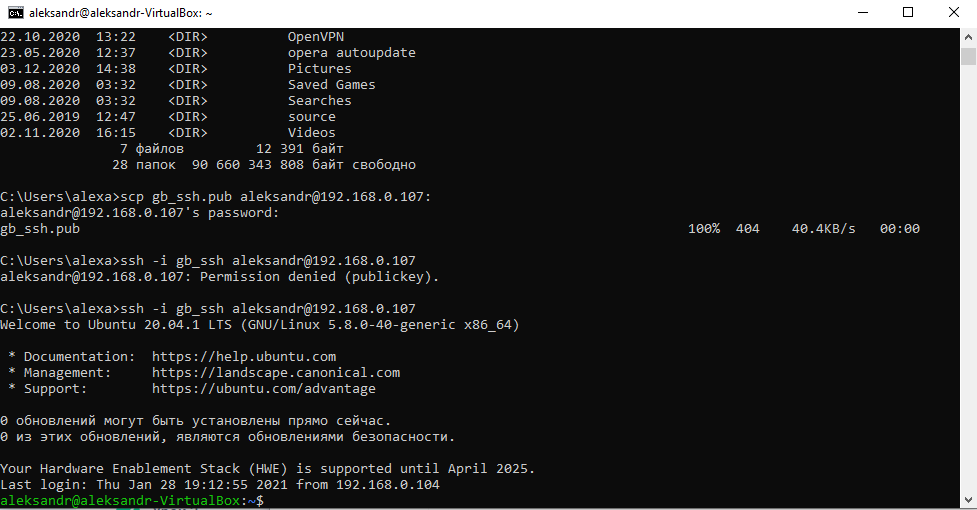 aleksandr@aleksandr-VirtualBox: ~
22.10.2020  13:22    <DIR>          OpenVPN
23.05.2020  12:37    <DIR>          opera autoupdate
03.12.2020  14:38    <DIR>          Pictures
09.08.2020  03:32    <DIR>          Saved Games
09.08.2020  03:32    <DIR>          Searches
25.06.2019  12:47    <DIR>          source
02.11.2020  16:15    <DIR>          Videos
               7 файлов         12 391 байт
              28 папок  90 660 343 808 байт свободно
C:\Users\alexa>scp gb_ssh.pub aleksandr@192.168.0.107:
aleksandr@192.168.0.107's password:
gb_ssh.pub                                                                            100%  404    40.4KB/s   00:00
C:\Users\alexa>ssh -i gb_ssh aleksandr@192.168.0.107
aleksandr@192.168.0.107: Permission denied (publickey).
C:\Users\alexa>ssh -i gb_ssh aleksandr@192.168.0.107
Welcome to Ubuntu 20.04.1 LTS (GNU/Linux 5.8.0-40-generic x86_64)
 * Documentation:  https://help.ubuntu.com
 * Management:     https://landscape.canonical.com
 * Support:        https://ubuntu.com/advantage
0 обновлений могут быть установлены прямо сейчас.
0 из этих обновлений, являются обновлениями безопасности.
Your Hardware Enablement Stack (HWE) is supported until April 2025.
Last login: Thu Jan 28 19:12:55 2021 from 192.168.0.104
aleksandr@aleksandr-VirtualBox:~$